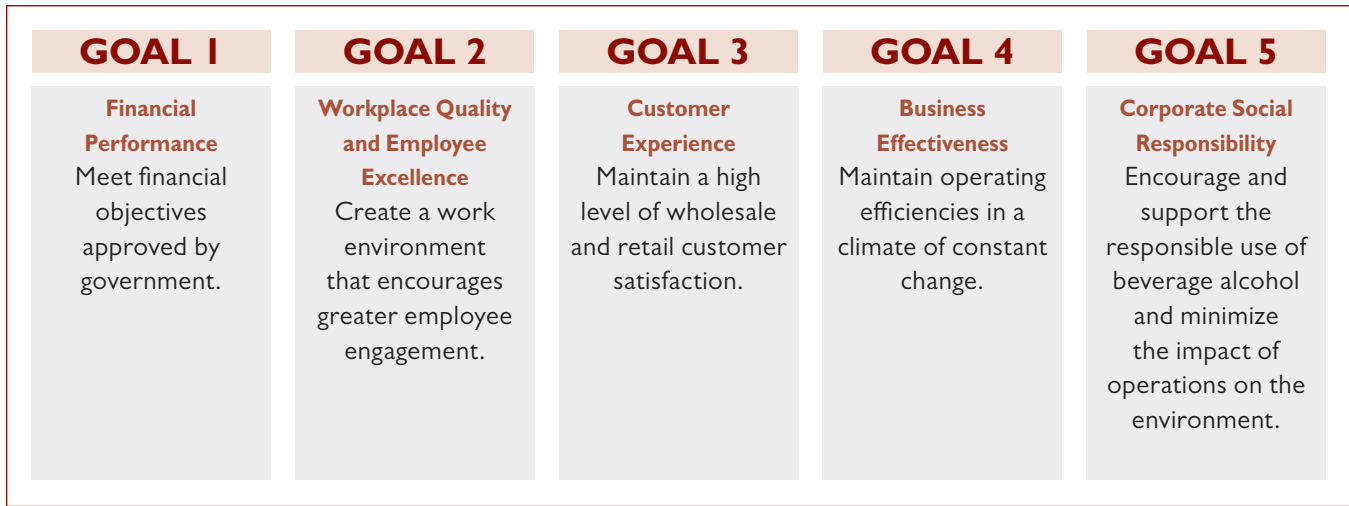 GOAL 1
Financial
Performance
Meet financial
objectives
approved by
government.
GOAL 2
Workplace Quality
and Employee
Excellence
Create a work
environment
that encourages
greater employee
engagement.
GOAL 3
Customer
Experience
Maintain a high
level of wholesale
and retail customer
satisfaction.
GOAL 4
Business
Effectiveness
Maintain operating
efficiencies in a
climate of constant
change.
GOAL 5
Corporate Social
Responsibility
Encourage and
support the
responsible use of
beverage alcohol
and minimize
the impact of
operations on the
environment.